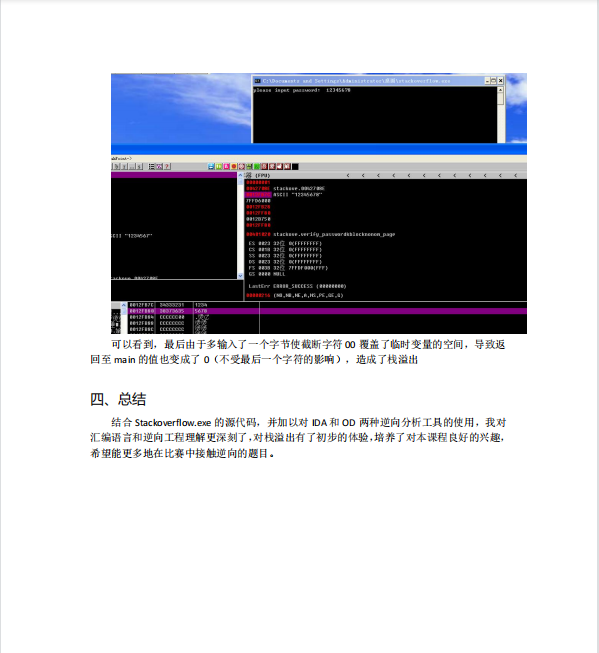 C:\Documents and Settings\Administrator\桌面\stackoverflow.exe
please input password:  12345678
(FPU)
stackove.0042708E
ASCII "12345678"
7FFD6000
ASCII "1234567"
0012D750
stackove.verify_password
ES 0023 32位 0(FFFFFFFF)
CS 001B 32位 0(FFFFFFFF)
SS 0023 32位 0(FFFFFFFF)
DS 0023 32位 0(FFFFFFFF)
FS 003B 32位 7FFDF000(FFF)
GS 0000 NULL
LastErr ERROR_SUCCESS (00000000)
(NO,NB,NE,A,NS,PE,GE,G)
0012FB7C 34333231 1234
0012FB80 38373635 5678
0012FB84 CCCCCC00
0012FB88 CCCCCCCC
可以看到，最后由于多输入了一个字节使截断字符 00 覆盖了临时变量的空间，导致返
回至 main 的值也变成了 0（不受最后一个字符的影响），造成了栈溢出
四、总结
结合 Stackoverflow.exe 的源代码，并加以对 IDA 和 OD 两种逆向分析工具的使用，我对
汇编语言和逆向工程理解更深刻了，对栈溢出有了初步的体验，培养了对本课程良好的兴趣，
希望能更多地在比赛中接触逆向的题目。